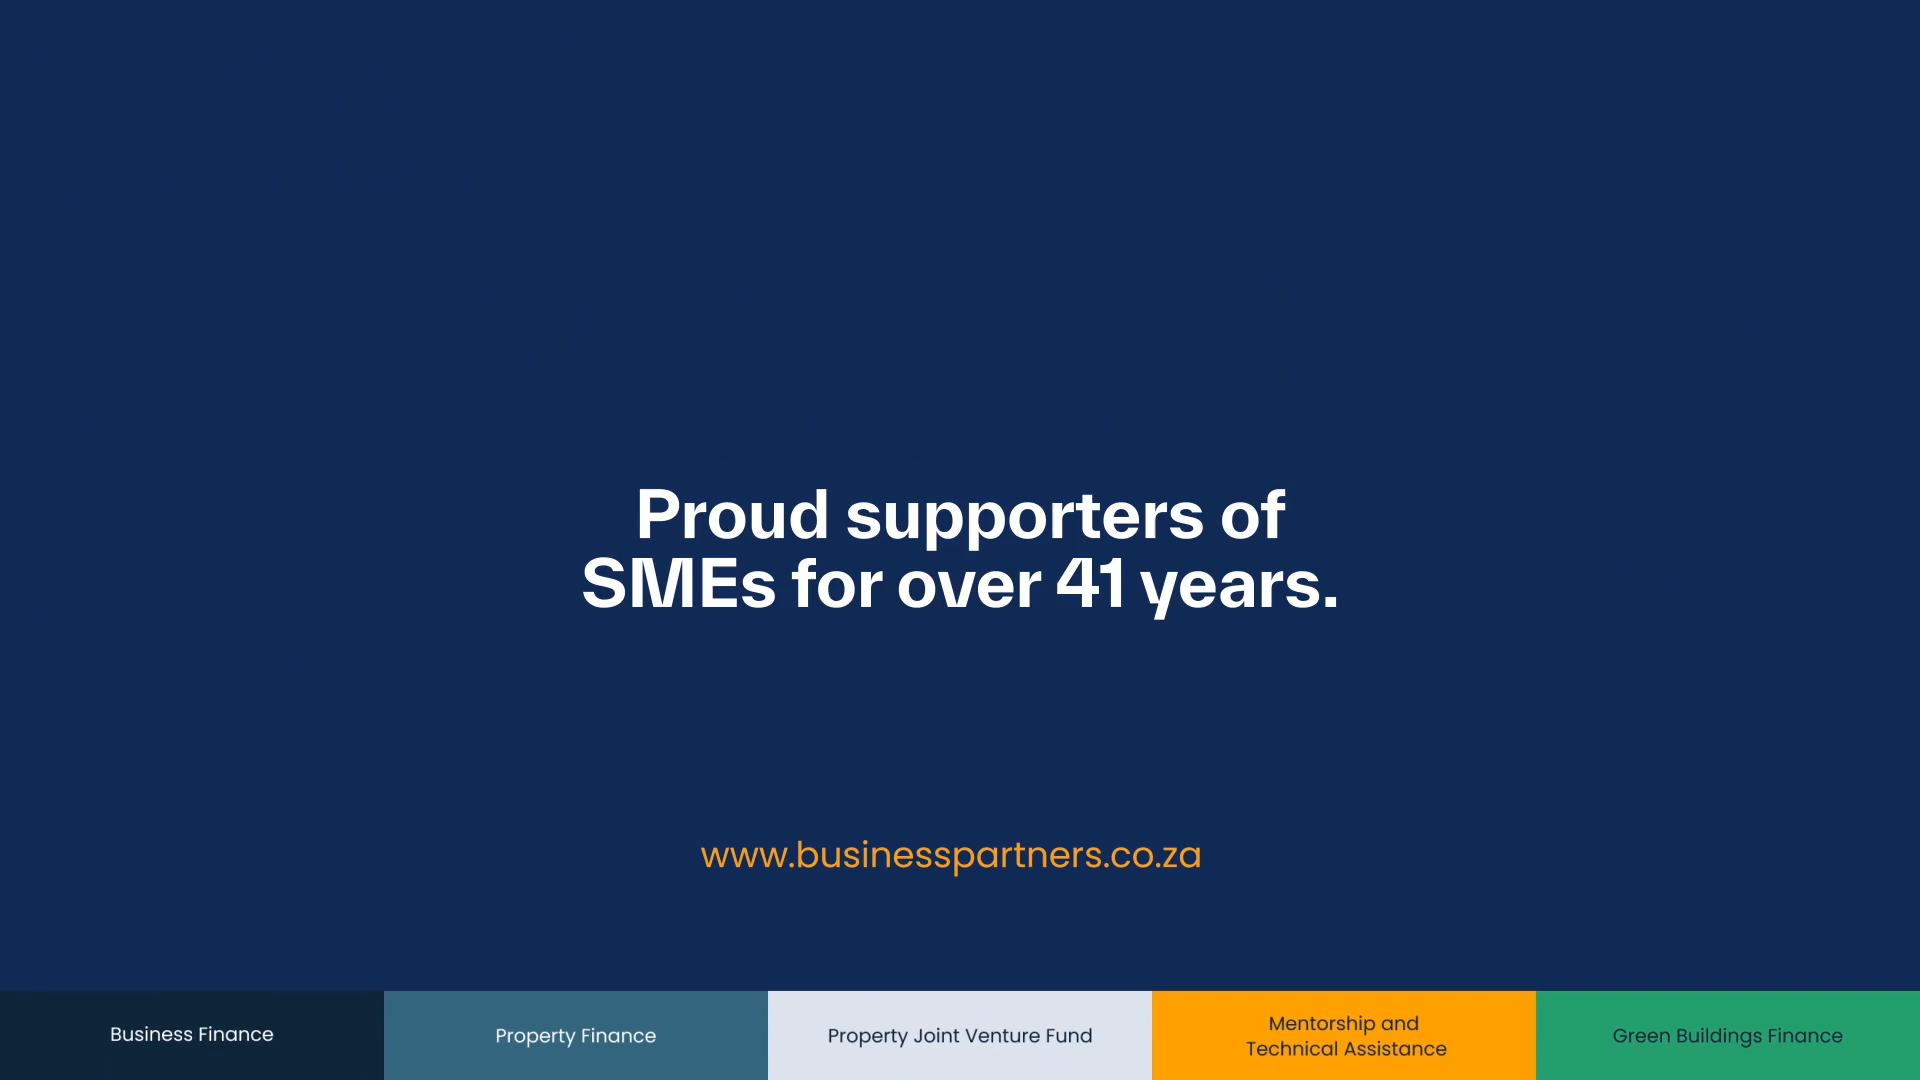 Proud supporters of
SMEs for over 41 years.
www.businesspartners.co.za
Business Finance
Property Finance
Property Joint Venture Fund
Mentorship and
Technical Assistance
Green Buildings Finance